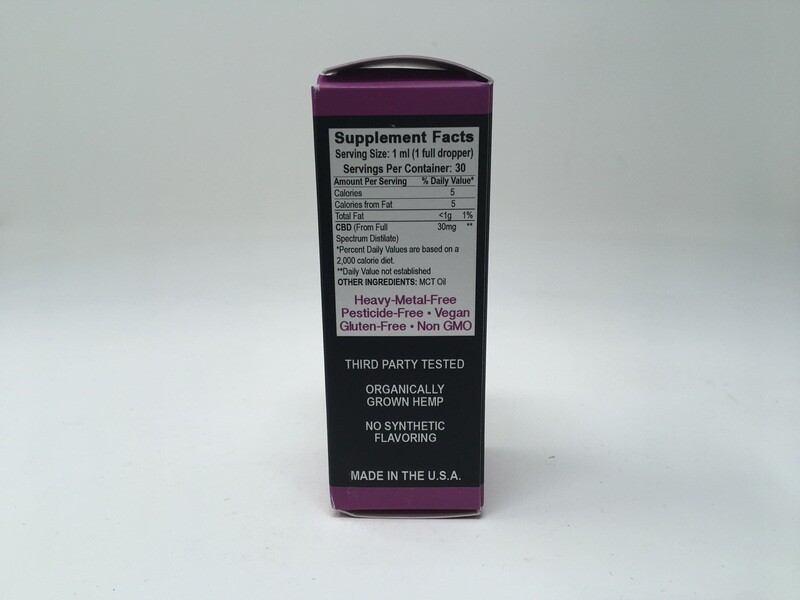 Supplement Facts
Serving Size: 1 ml (1 full dropper)
Servings Per Container: 30
Amount Per Serving % Daily Value*
Calories 5
Calories from Fat 5
Total Fat <1g 1%
CBD (From Full 30mg **
Spectrum Distilate)
*Percent Daily Values are based on a
2,000 calorie diet.
**Daily Value not established
OTHER INGREDIENTS: MCT Oil
Heavy-Metal-Free
Pesticide-Free • Vegan
Gluten-Free • Non GMO
THIRD PARTY TESTED
ORGANICALLY
GROWN HEMP
NO SYNTHETIC
FLAVORING
MADE IN THE U.S.A.